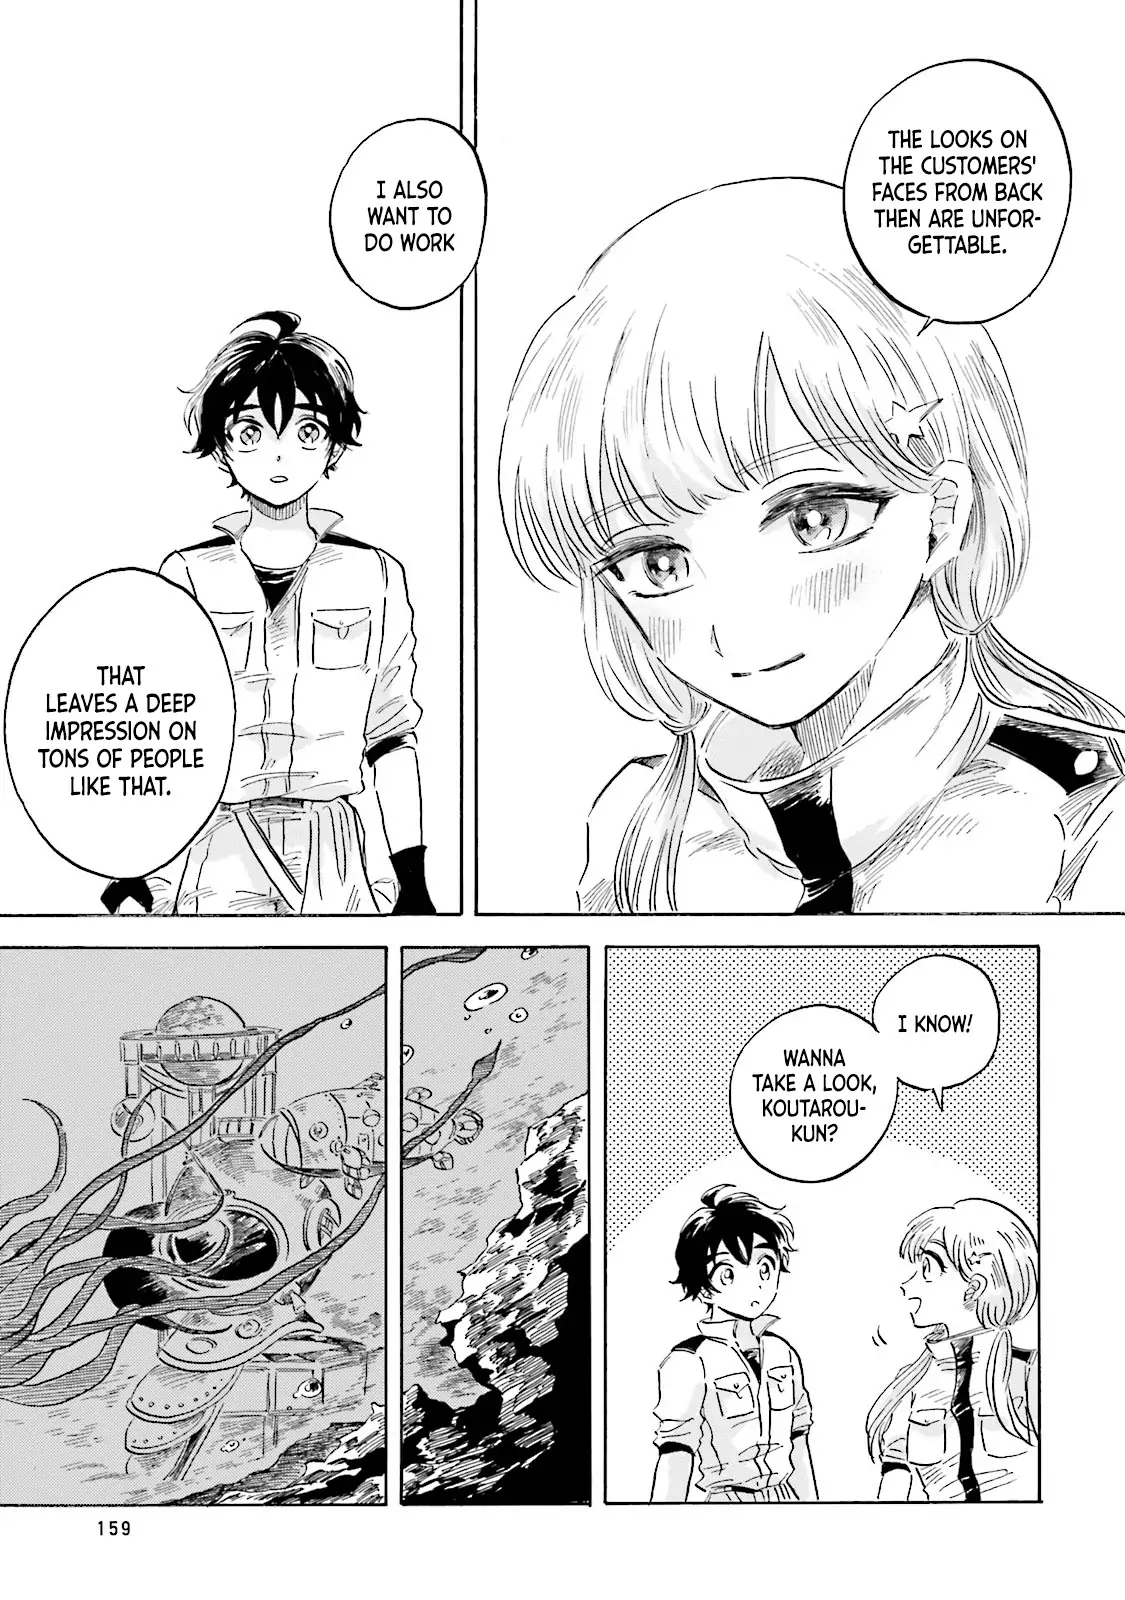 THE LOOKS ON
THE CUSTOMERS'
FACES FROM BACK
THEN ARE UNFOR-
GETTABLE.
I ALSO
WANT TO
DO WORK
THAT
LEAVES A DEEP
IMPRESSION ON
TONS OF PEOPLE
LIKE THAT.
I KNOW!
WANNA
TAKE A LOOK,
KOUTAROU-
KUN?
159